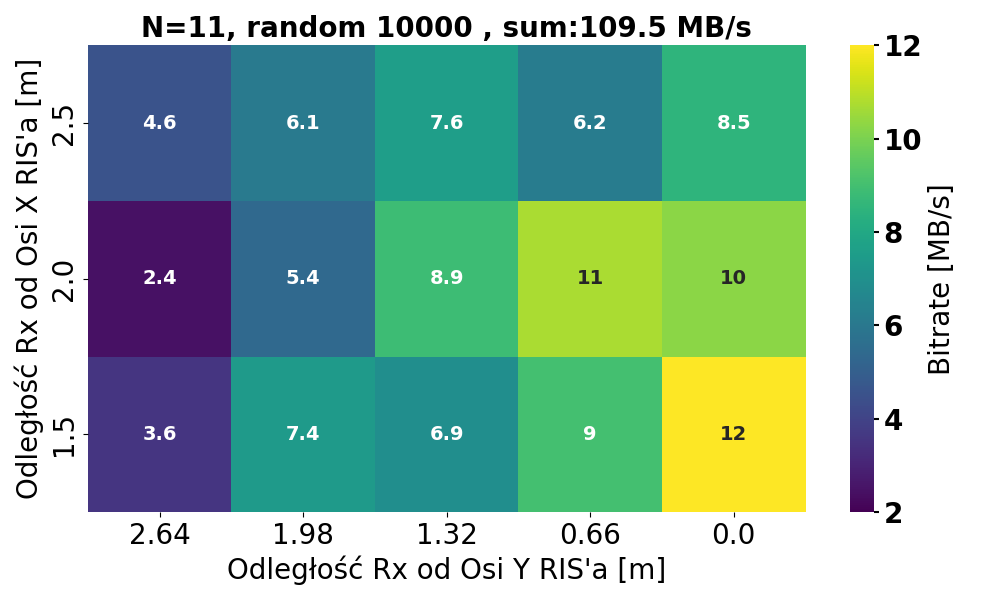 N=11, random 10000 , sum:109.5 MB/s
Odległość Rx od Osi X RIS'a [m]
2.5
4.6 6.1 7.6 6.2 8.5
2.0
2.4 5.4 8.9 11 10
1.5
3.6 7.4 6.9 9 12
2.64 1.98 1.32 0.66 0.0
Odległość Rx od Osi Y RIS'a [m]
12
10
8
6
4
2
Bitrate [MB/s]